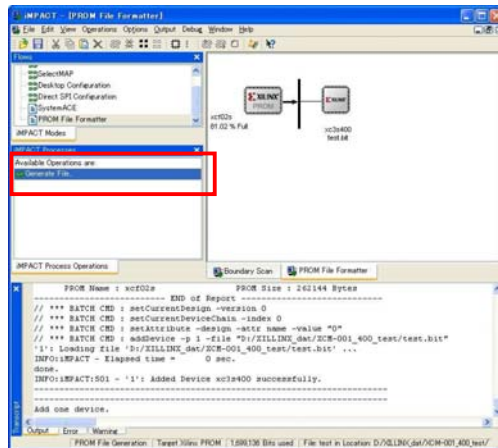 iMPACT - [PROM File Formatter]
File Edit View Operations Options Output Debug Window Help
Flows
SelectMAP
Desktop Configuration
Direct SPI Configuration
SystemACE
PROM File Formatter
iMPACT Modes
iMPACT Processes
Available Operations are:
Generate File...
iMPACT Process Operations
XILINX
PROM
xcf02s
81.02 % Full
XILINX
xc3s400
test.bit
Boundary Scan
PROM File Formatter
PROM Name : xcf02s PROM Size : 262144 Bytes
---------------------- END of Report ----------------------
// *** BATCH CMD : setCurrentDesign -version 0
// *** BATCH CMD : setCurrentDeviceChain -index 0
// *** BATCH CMD : setAttribute -design -attr name -value "0"
// *** BATCH CMD : addDevice -p 1 -file "D:/XILLINX_dat/XCM-001_400_test/test.bit"
'1': Loading file 'D:/XILLINX_dat/XCM-001_400_test/test.bit' ...
INFO:iMPACT - Elapsed time = 0 sec.
done.
INFO:iMPACT:501 - '1': Added Device xc3s400 successfully.
----------------------------------------------------------------------
----------------------------------------------------------------------
Add one device.
Transcript
Output Error Warning
PROM File Generation Target Xilinx PROM 1,699,136 Bits used File: test in Location: D:/XILLINX_dat/XCM-001_400_test/